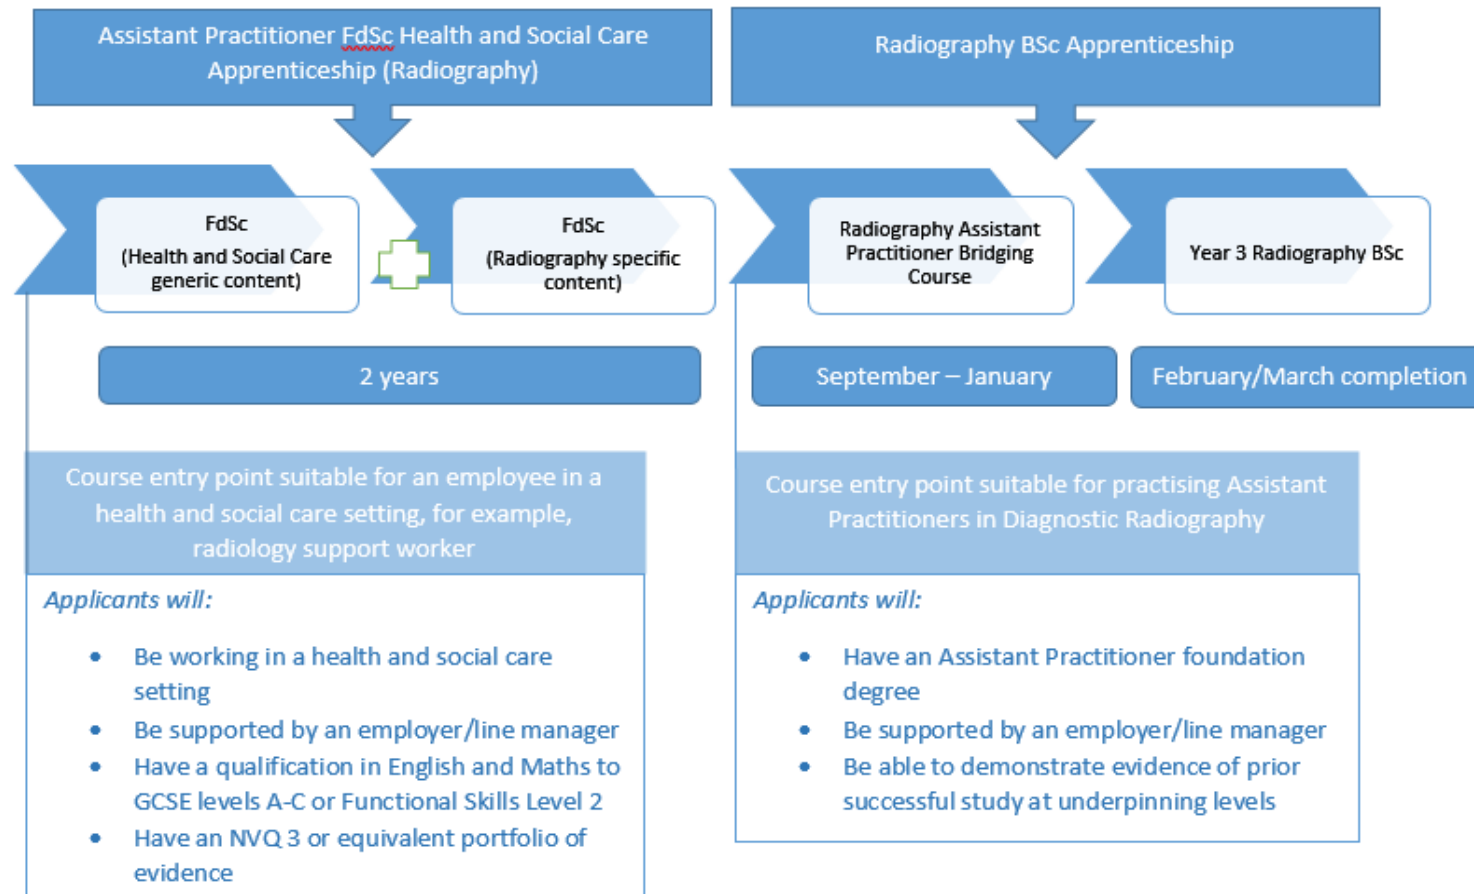 Assistant Practitioner FdSc Health and Social Care
Apprenticeship (Radiography)
Radiography BSc Apprenticeship
FdSc
(Health and Social Care
generic content)
FdSc
(Radiography specific
content)
Radiography Assistant
Practitioner Bridging
Course
Year 3 Radiography BSc
2 years
September – January
February/March completion
Course entry point suitable for an employee in a
health and social care setting, for example,
radiology support worker
Applicants will:
• Be working in a health and social care
setting
• Be supported by an employer/line manager
• Have a qualification in English and Maths to
GCSE levels A-C or Functional Skills Level 2
• Have an NVQ 3 or equivalent portfolio of
evidence
Course entry point suitable for practising Assistant
Practitioners in Diagnostic Radiography
Applicants will:
• Have an Assistant Practitioner foundation
degree
• Be supported by an employer/line manager
• Be able to demonstrate evidence of prior
successful study at underpinning levels